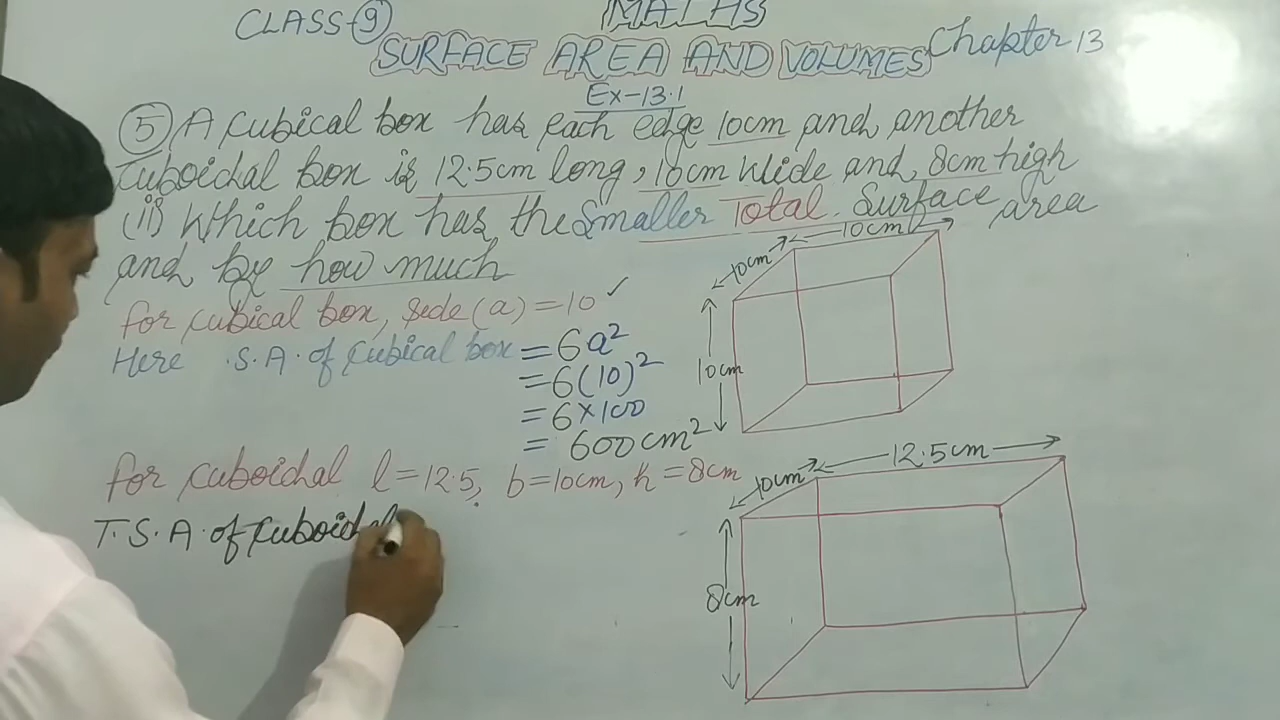 CLASS-9 MATHS
SURFACE AREA AND VOLUMES Chapter 13
Ex-13.1
5 A cubical box has each edge 10cm and another
cuboidal box is 12.5cm long, 10cm wide and 8cm high
(ii) Which box has the smaller Total Surface area
and by how much
for cubical box, side (a) = 10 ✓
Here .S.A. of cubical box = 6a²
= 6(10)²
= 6×100
= 600cm²
for cuboidal l=12.5, b=10cm, h=8cm
T.S.A. of cuboidal
10cm
10cm
10cm
12.5cm
10cm
8cm